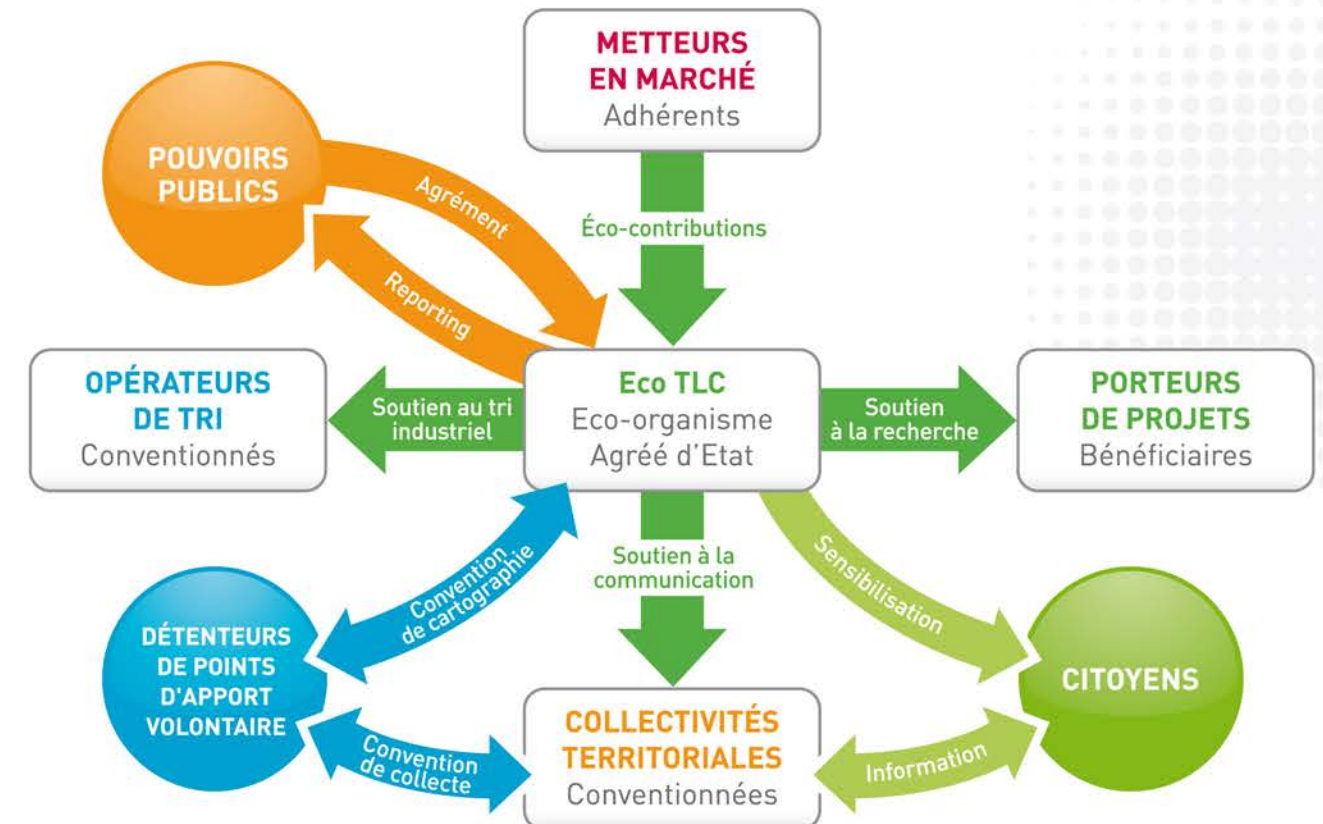 METTEURS
EN MARCHÉ
Adhérents
POUVOIRS
PUBLICS
Agrément
Reporting
Éco-contributions
OPÉRATEURS
DE TRI
Conventionnés
Soutien au tri
industriel
Eco TLC
Eco-organisme
Agréé d'Etat
Soutien
à la recherche
PORTEURS
DE PROJETS
Bénéficiaires
Convention
de cartographie
Soutien à la
communication
Sensibilisation
DÉTENTEURS
DE POINTS
D'APPORT
VOLONTAIRE
CITOYENS
Convention
de collecte
COLLECTIVITÉS
TERRITORIALES
Conventionnées
Information